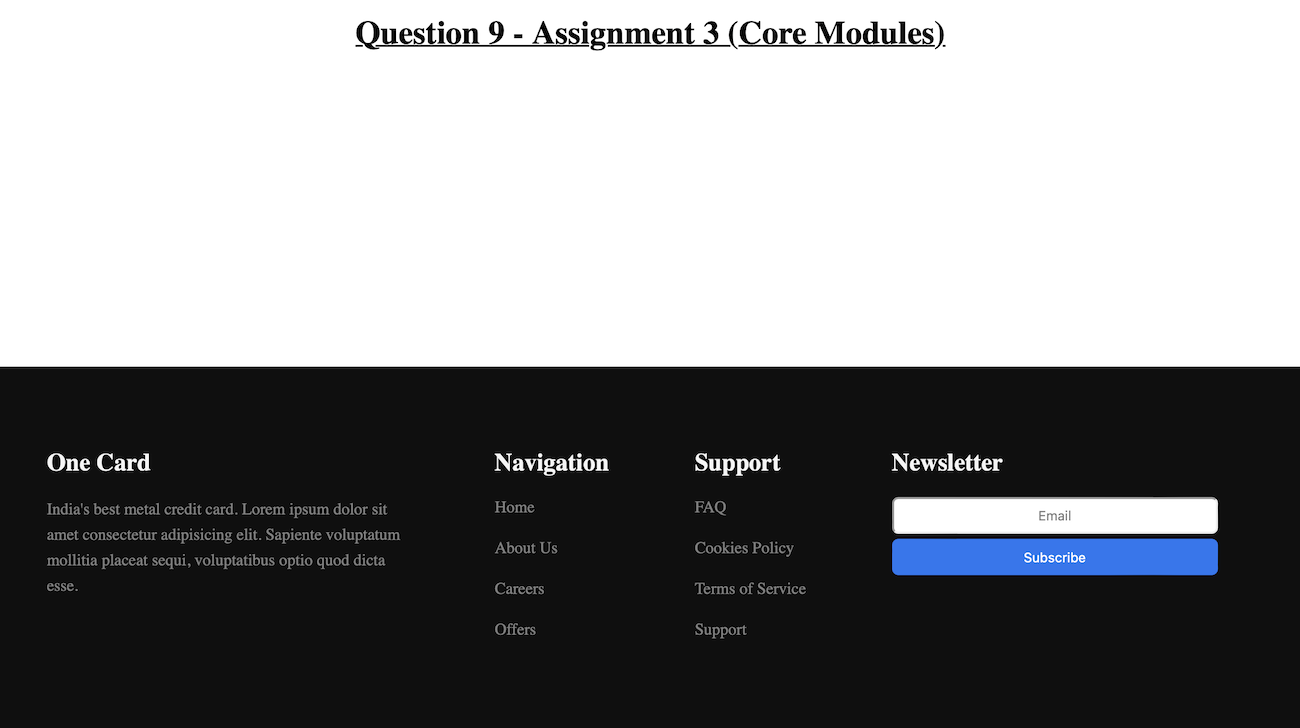 Question 9 - Assignment 3 (Core Modules)
One Card
India's best metal credit card. Lorem ipsum dolor sit
amet consectetur adipisicing elit. Sapiente voluptatum
mollitia placeat sequi, voluptatibus optio quod dicta
esse.
Navigation
Home
About Us
Careers
Offers
Support
FAQ
Cookies Policy
Terms of Service
Support
Newsletter
Email
Subscribe